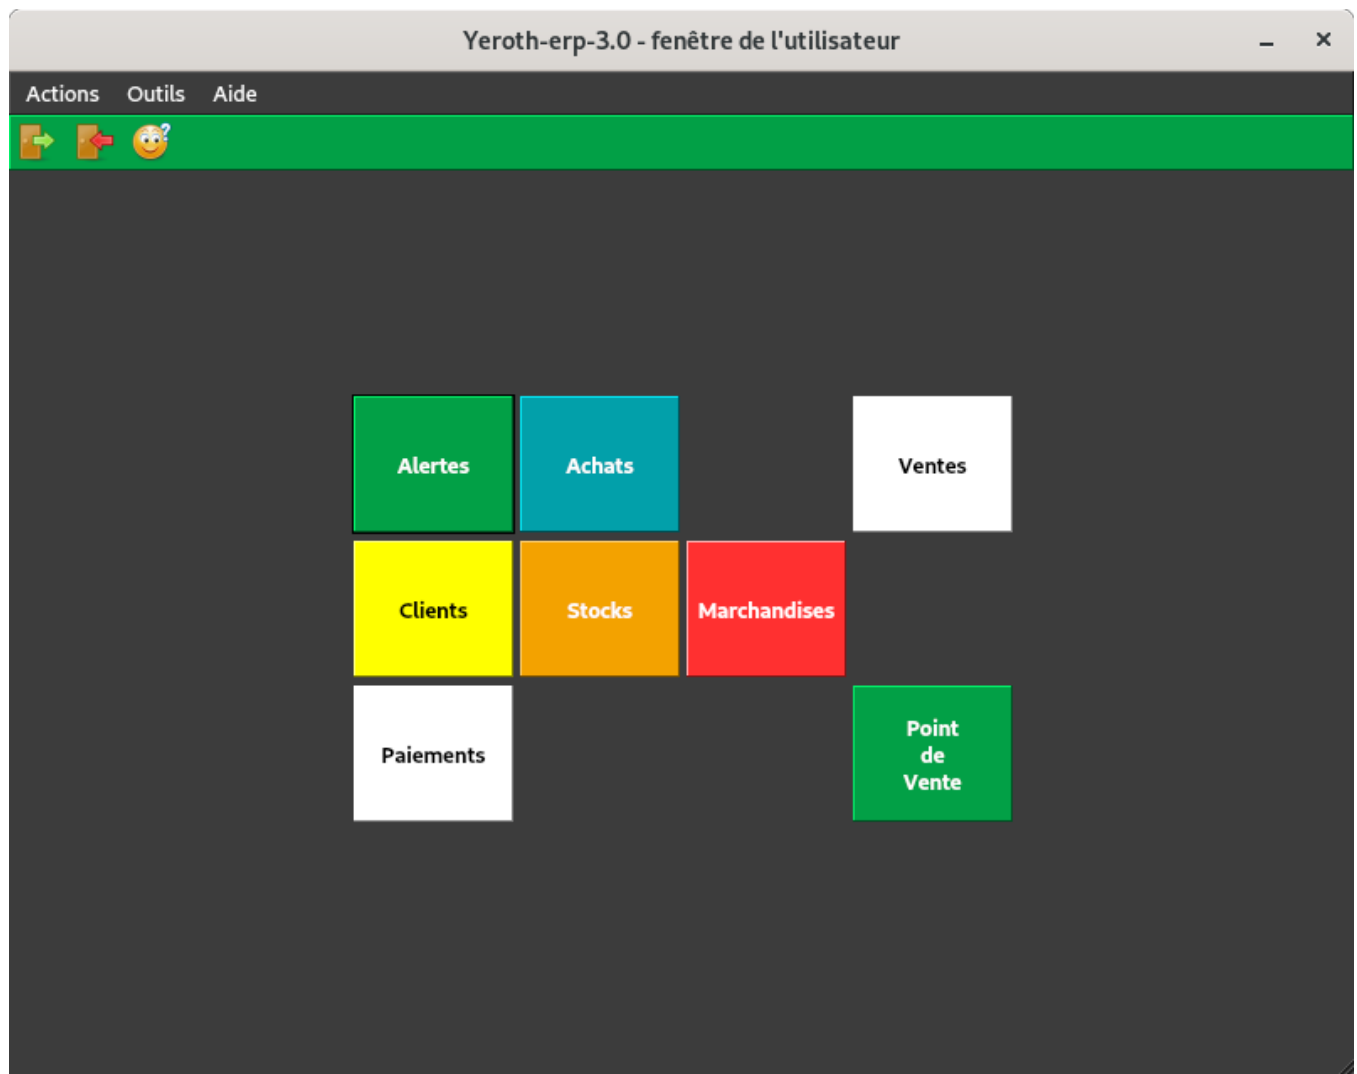 Yeroth-erp-3.0 - fenêtre de l'utilisateur
Actions Outils Aide
Alertes Achats Ventes
Clients Stocks Marchandises
Paiements
Point
de
Vente